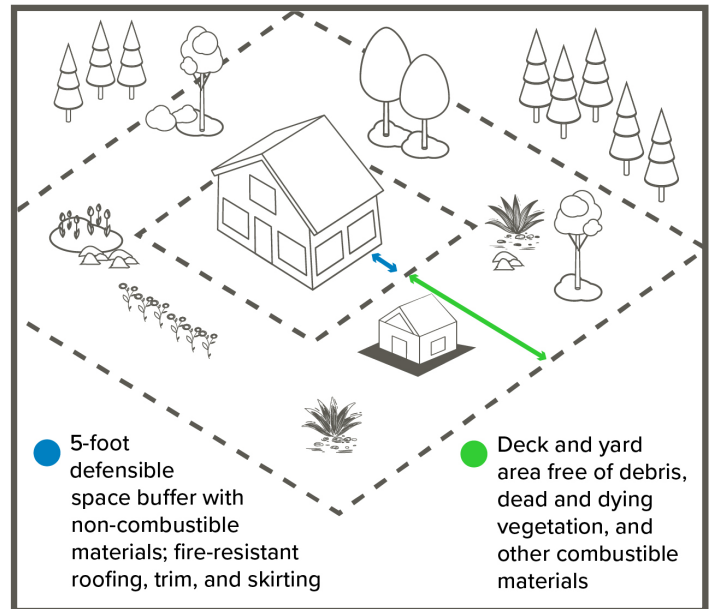 5-foot
defensible
space buffer with
non-combustible
materials; fire-resistant
roofing, trim, and skirting
Deck and yard
area free of debris,
dead and dying
vegetation, and
other combustible
materials